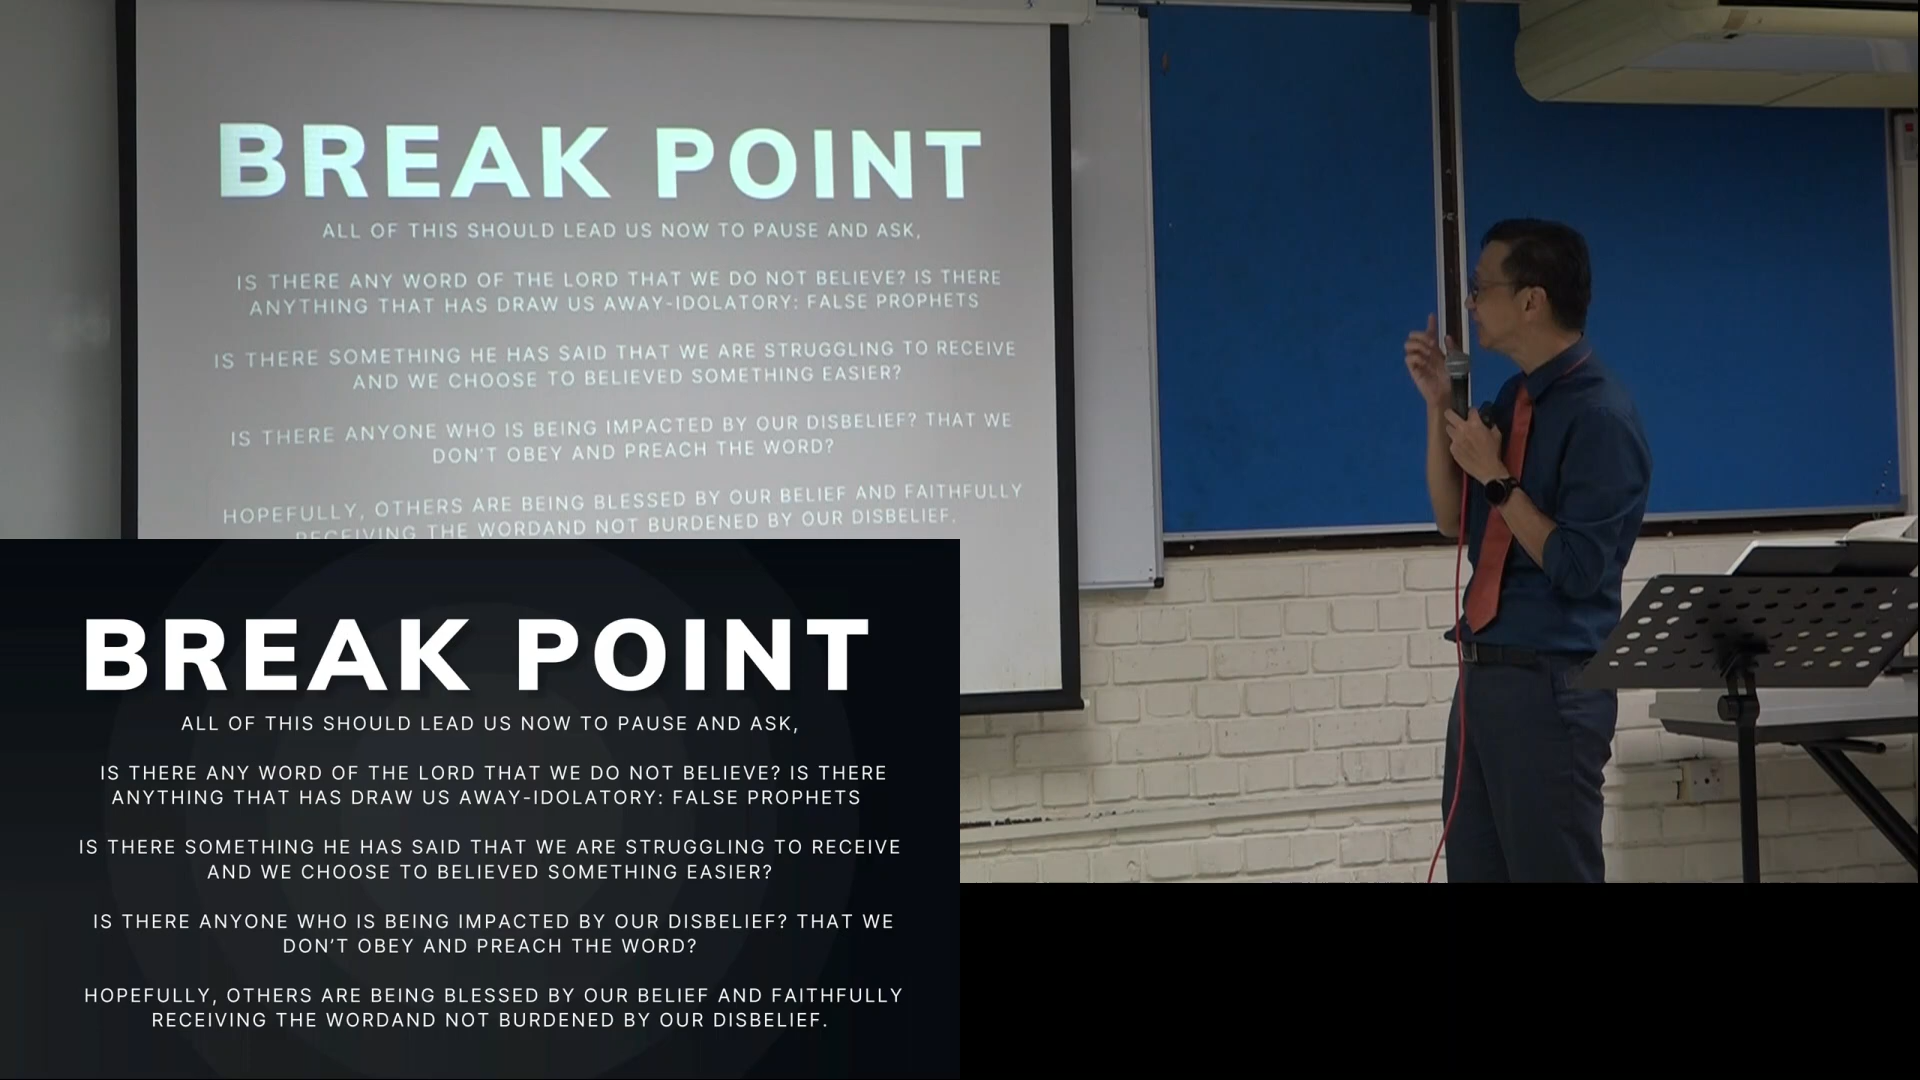 BREAK POINT
ALL OF THIS SHOULD LEAD US NOW TO PAUSE AND ASK,
IS THERE ANY WORD OF THE LORD THAT WE DO NOT BELIEVE? IS THERE
ANYTHING THAT HAS DRAW US AWAY-IDOLATORY: FALSE PROPHETS
IS THERE SOMETHING HE HAS SAID THAT WE ARE STRUGGLING TO RECEIVE
AND WE CHOOSE TO BELIEVED SOMETHING EASIER?
IS THERE ANYONE WHO IS BEING IMPACTED BY OUR DISBELIEF? THAT WE
DON'T OBEY AND PREACH THE WORD?
HOPEFULLY, OTHERS ARE BEING BLESSED BY OUR BELIEF AND FAITHFULLY
RECEIVING THE WORDAND NOT BURDENED BY OUR DISBELIEF.
BREAK POINT
ALL OF THIS SHOULD LEAD US NOW TO PAUSE AND ASK,
IS THERE ANY WORD OF THE LORD THAT WE DO NOT BELIEVE? IS THERE
ANYTHING THAT HAS DRAW US AWAY-IDOLATORY: FALSE PROPHETS
IS THERE SOMETHING HE HAS SAID THAT WE ARE STRUGGLING TO RECEIVE
AND WE CHOOSE TO BELIEVED SOMETHING EASIER?
IS THERE ANYONE WHO IS BEING IMPACTED BY OUR DISBELIEF? THAT WE
DON'T OBEY AND PREACH THE WORD?
HOPEFULLY, OTHERS ARE BEING BLESSED BY OUR BELIEF AND FAITHFULLY
RECEIVING THE WORDAND NOT BURDENED BY OUR DISBELIEF.